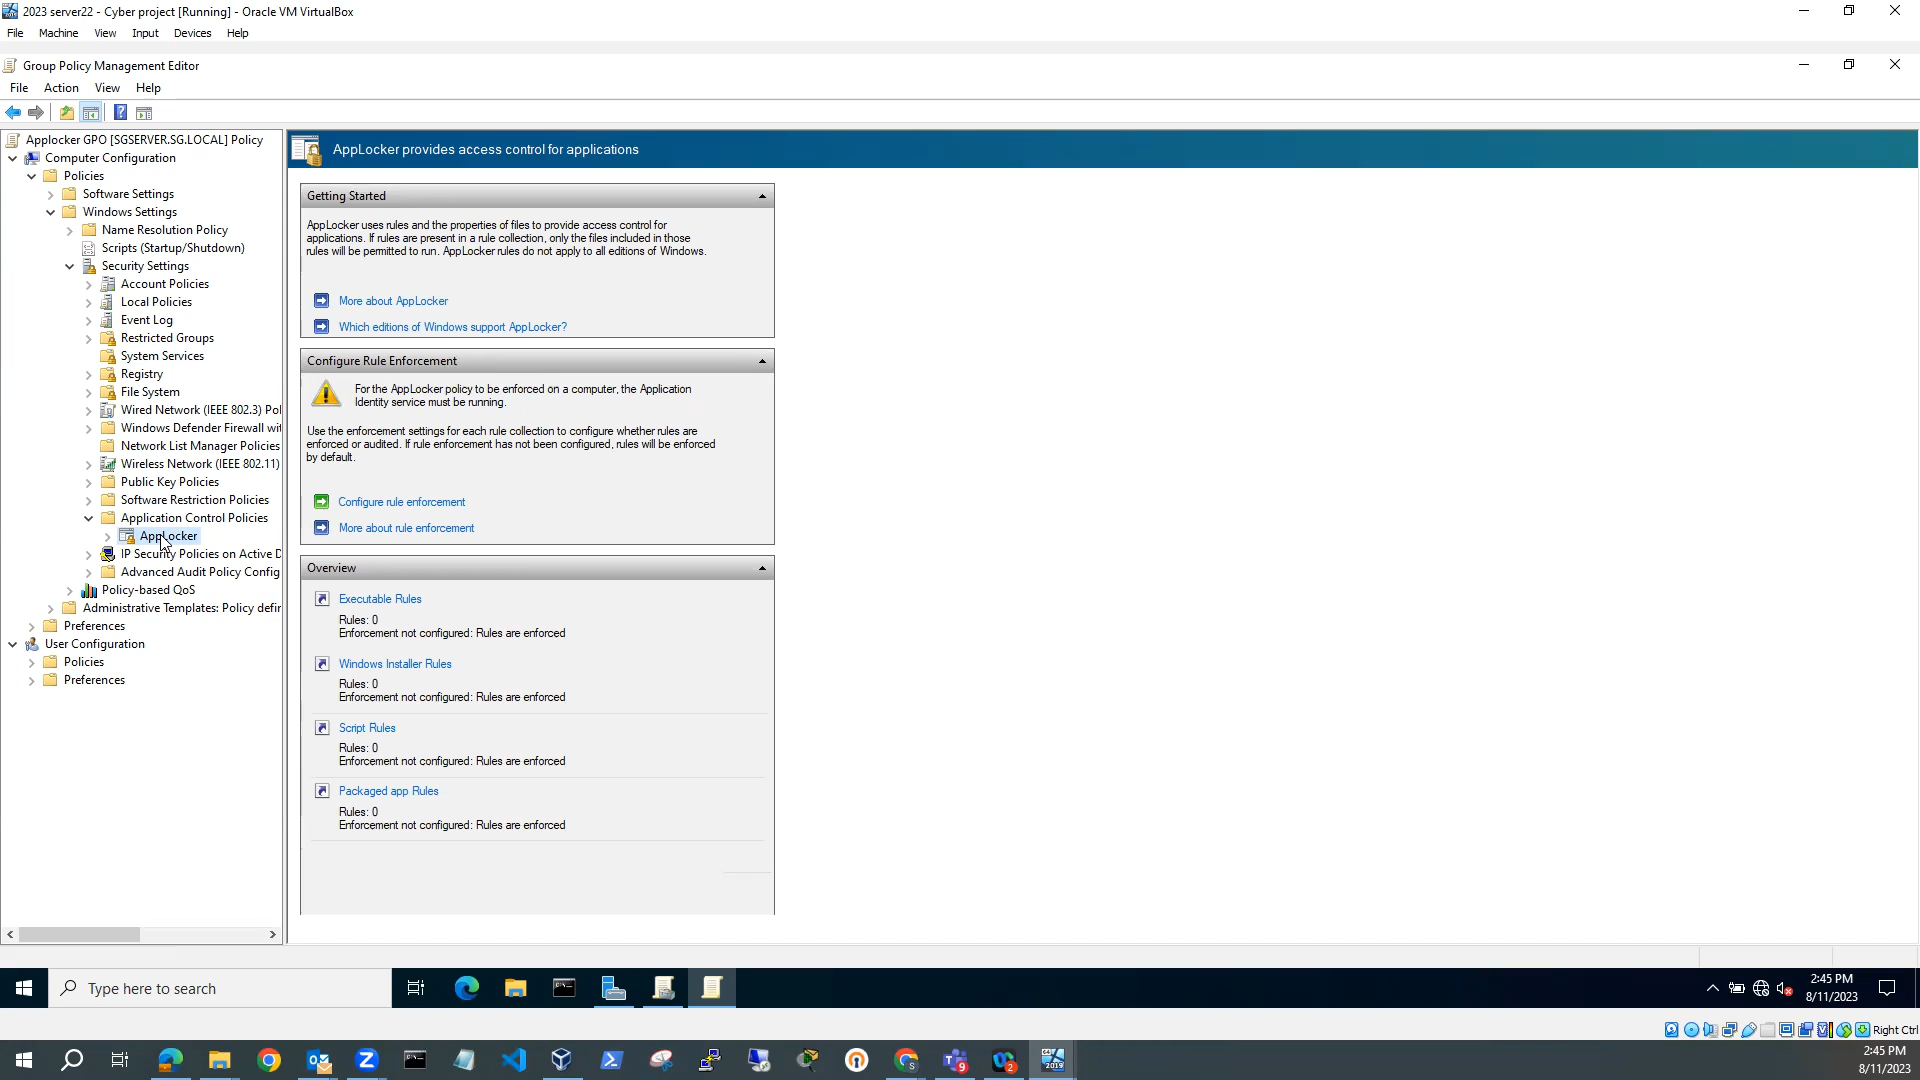 2023 server22 - Cyber project [Running] - Oracle VM VirtualBox
File Machine View Input Devices Help
Group Policy Management Editor
File Action View Help
Applocker GPO [SGSERVER.SG.LOCAL] Policy
Computer Configuration
Policies
Software Settings
Windows Settings
Name Resolution Policy
Scripts (Startup/Shutdown)
Security Settings
Account Policies
Local Policies
Event Log
Restricted Groups
System Services
Registry
File System
Wired Network (IEEE 802.3) Pol
Windows Defender Firewall wit
Network List Manager Policies
Wireless Network (IEEE 802.11)
Public Key Policies
Software Restriction Policies
Application Control Policies
AppLocker
IP Security Policies on Active D
Advanced Audit Policy Config
Policy-based QoS
Administrative Templates: Policy defin
Preferences
User Configuration
Policies
Preferences
AppLocker provides access control for applications
Getting Started
AppLocker uses rules and the properties of files to provide access control for
applications. If rules are present in a rule collection, only the files included in those
rules will be permitted to run. AppLocker rules do not apply to all editions of Windows.
More about AppLocker
Which editions of Windows support AppLocker?
Configure Rule Enforcement
For the AppLocker policy to be enforced on a computer, the Application
Identity service must be running.
Use the enforcement settings for each rule collection to configure whether rules are
enforced or audited. If rule enforcement has not been configured, rules will be enforced
by default.
Configure rule enforcement
More about rule enforcement
Overview
Executable Rules
Rules: 0
Enforcement not configured: Rules are enforced
Windows Installer Rules
Rules: 0
Enforcement not configured: Rules are enforced
Script Rules
Rules: 0
Enforcement not configured: Rules are enforced
Packaged app Rules
Rules: 0
Enforcement not configured: Rules are enforced
Type here to search
2:45 PM
8/11/2023
Right Ctrl
2:45 PM
8/11/2023